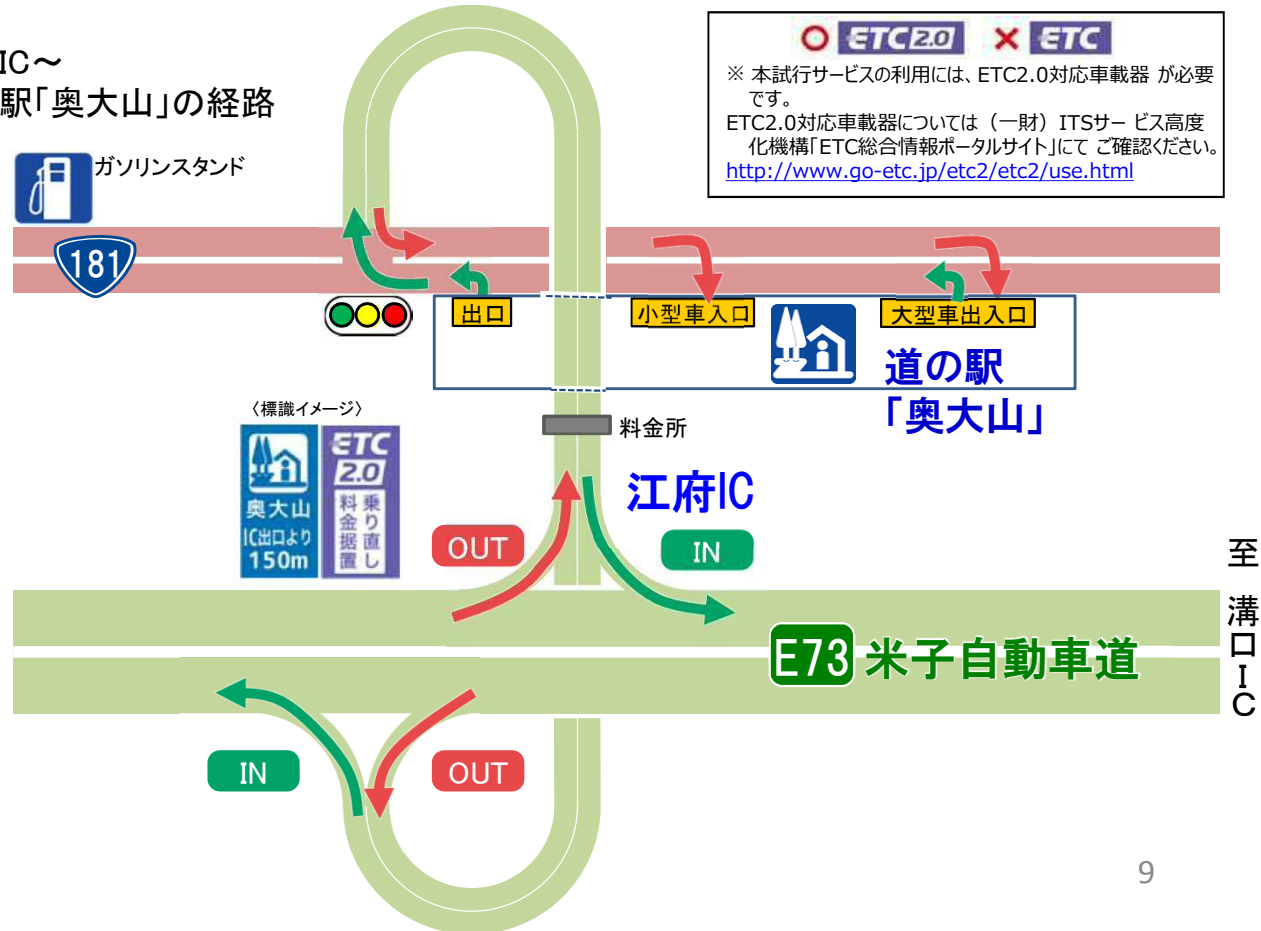 IC～
駅「奥大山」の経路
ETC2.0 ETC
※ 本試行サービスの利用には、ETC2.0対応車載器 が必要
です。
ETC2.0対応車載器については（一財）ITSサー ビス高度
化機構「ETC総合情報ポータルサイト」にて ご確認ください。
http://www.go-etc.jp/etc2/etc2/use.html
ガソリンスタンド
181
出口
小型車入口
大型車出入口
道の駅
「奥大山」
〈標識イメージ〉
奥大山
IC出口より
150m
ETC
2.0
乗り直し
料金据置
料金所
江府IC
OUT
IN
至 溝口IC
E73 米子自動車道
IN
OUT
9